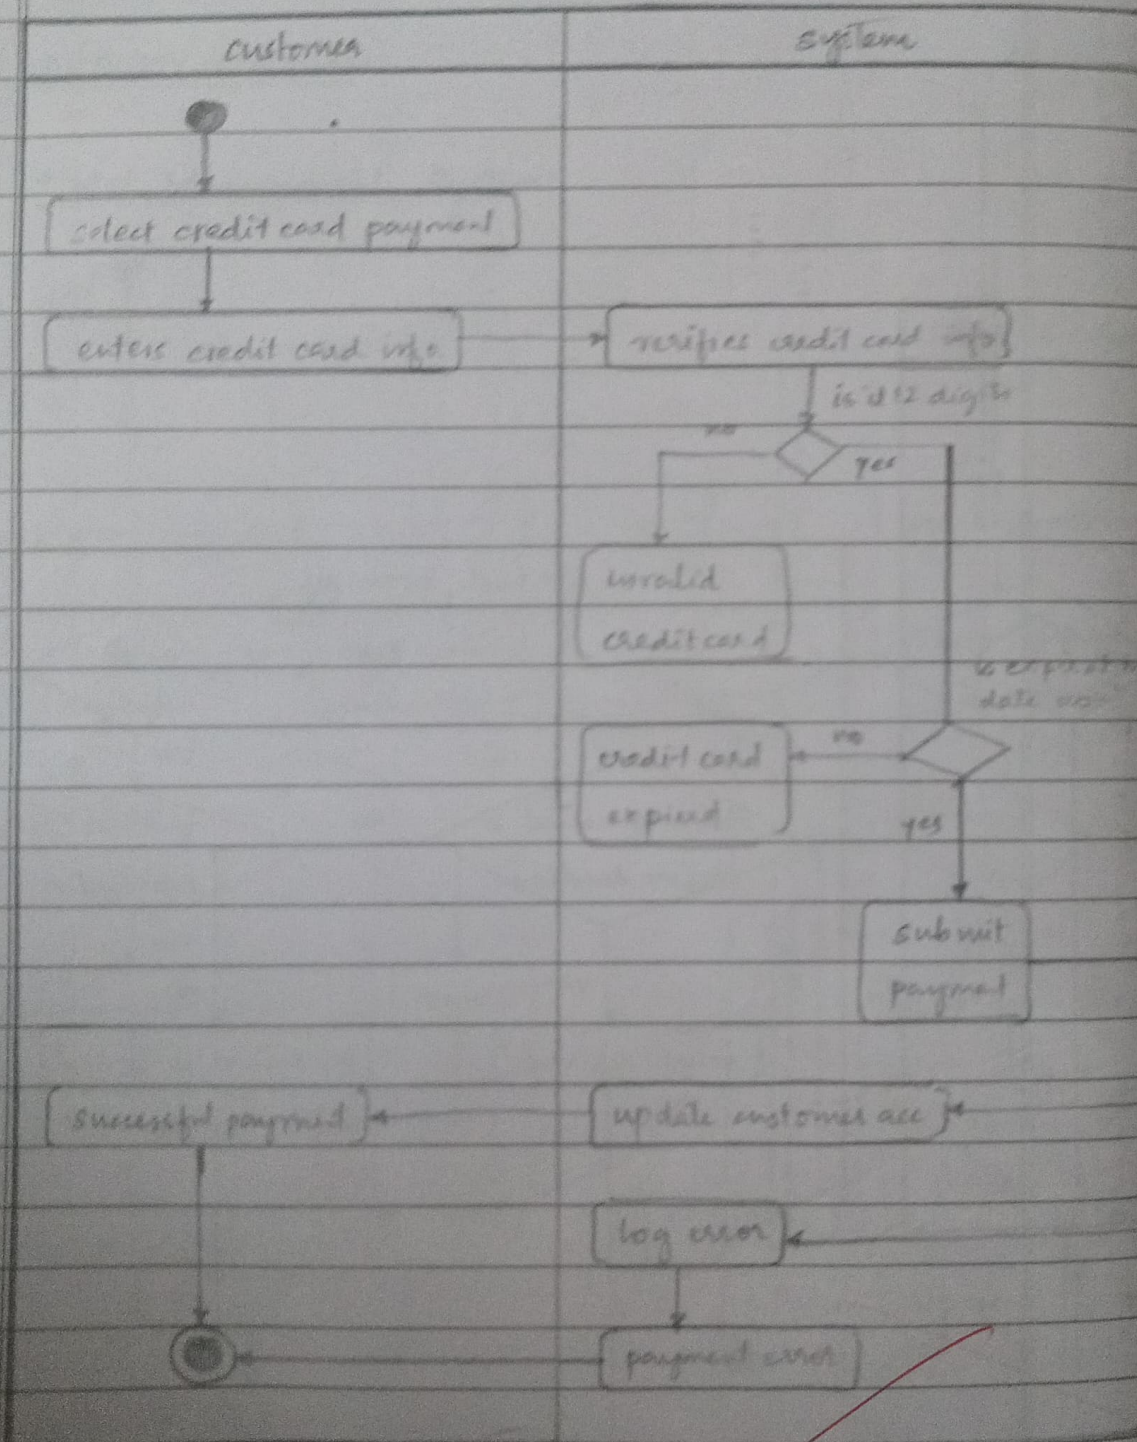 customer
system
select credit card payment
enters credit card info
verifies credit card info
is it 12 digits
no
yes
invalid
credit card
date
credit card
no
expired
yes
submit
paymet
successful payment
update customer acc
log error
payment error